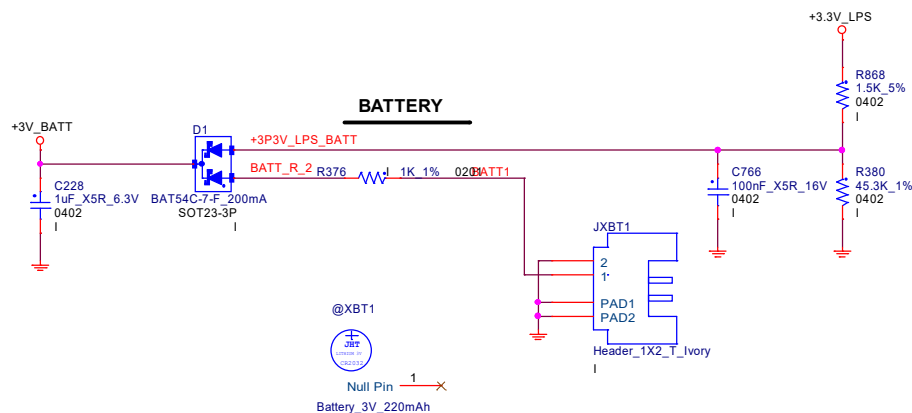 +3.3V_LPS
R868
1.5K_5%
0402
I
BATTERY
+3V_BATT
D1
+3P3V_LPS_BATT
BATT_R_2
R376
I
1K_1%
0201
BATT1
C228
1uF_X5R_6.3V
0402
I
BAT54C-7-F_200mA
SOT23-3P
I
C766
100nF_X5R_16V
0402
I
R380
45.3K_1%
0402
I
JXBT1
2
1
PAD1
PAD2
Header_1X2_T_Ivory
I
@XBT1
+
JHT
CR2032
Null Pin
1
Battery_3V_220mAh